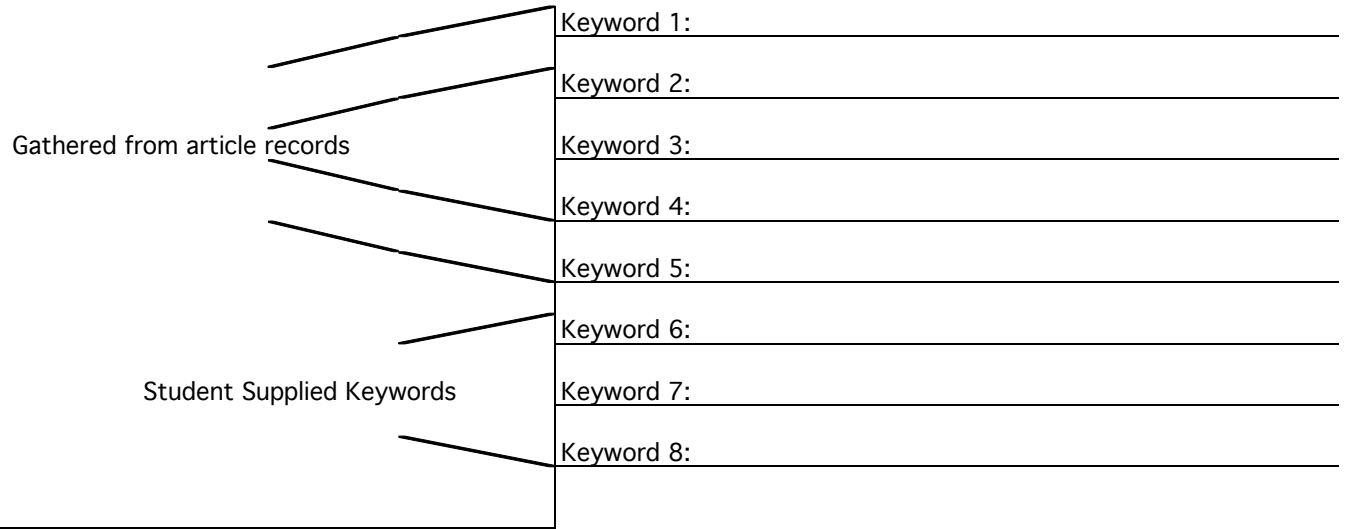 Keyword 1:
Keyword 2:
Gathered from article records
Keyword 3:
Keyword 4:
Keyword 5:
Keyword 6:
Student Supplied Keywords
Keyword 7:
Keyword 8: